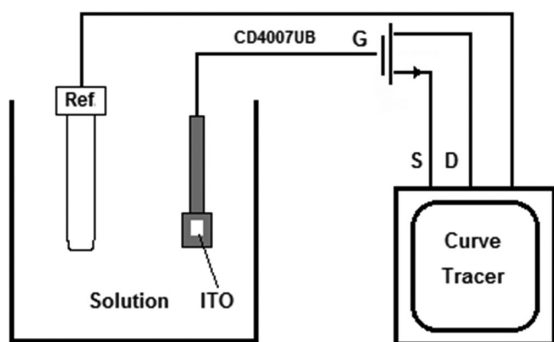 CD4007UB
G
Ref.
S D
Curve
Tracer
Solution
ITO